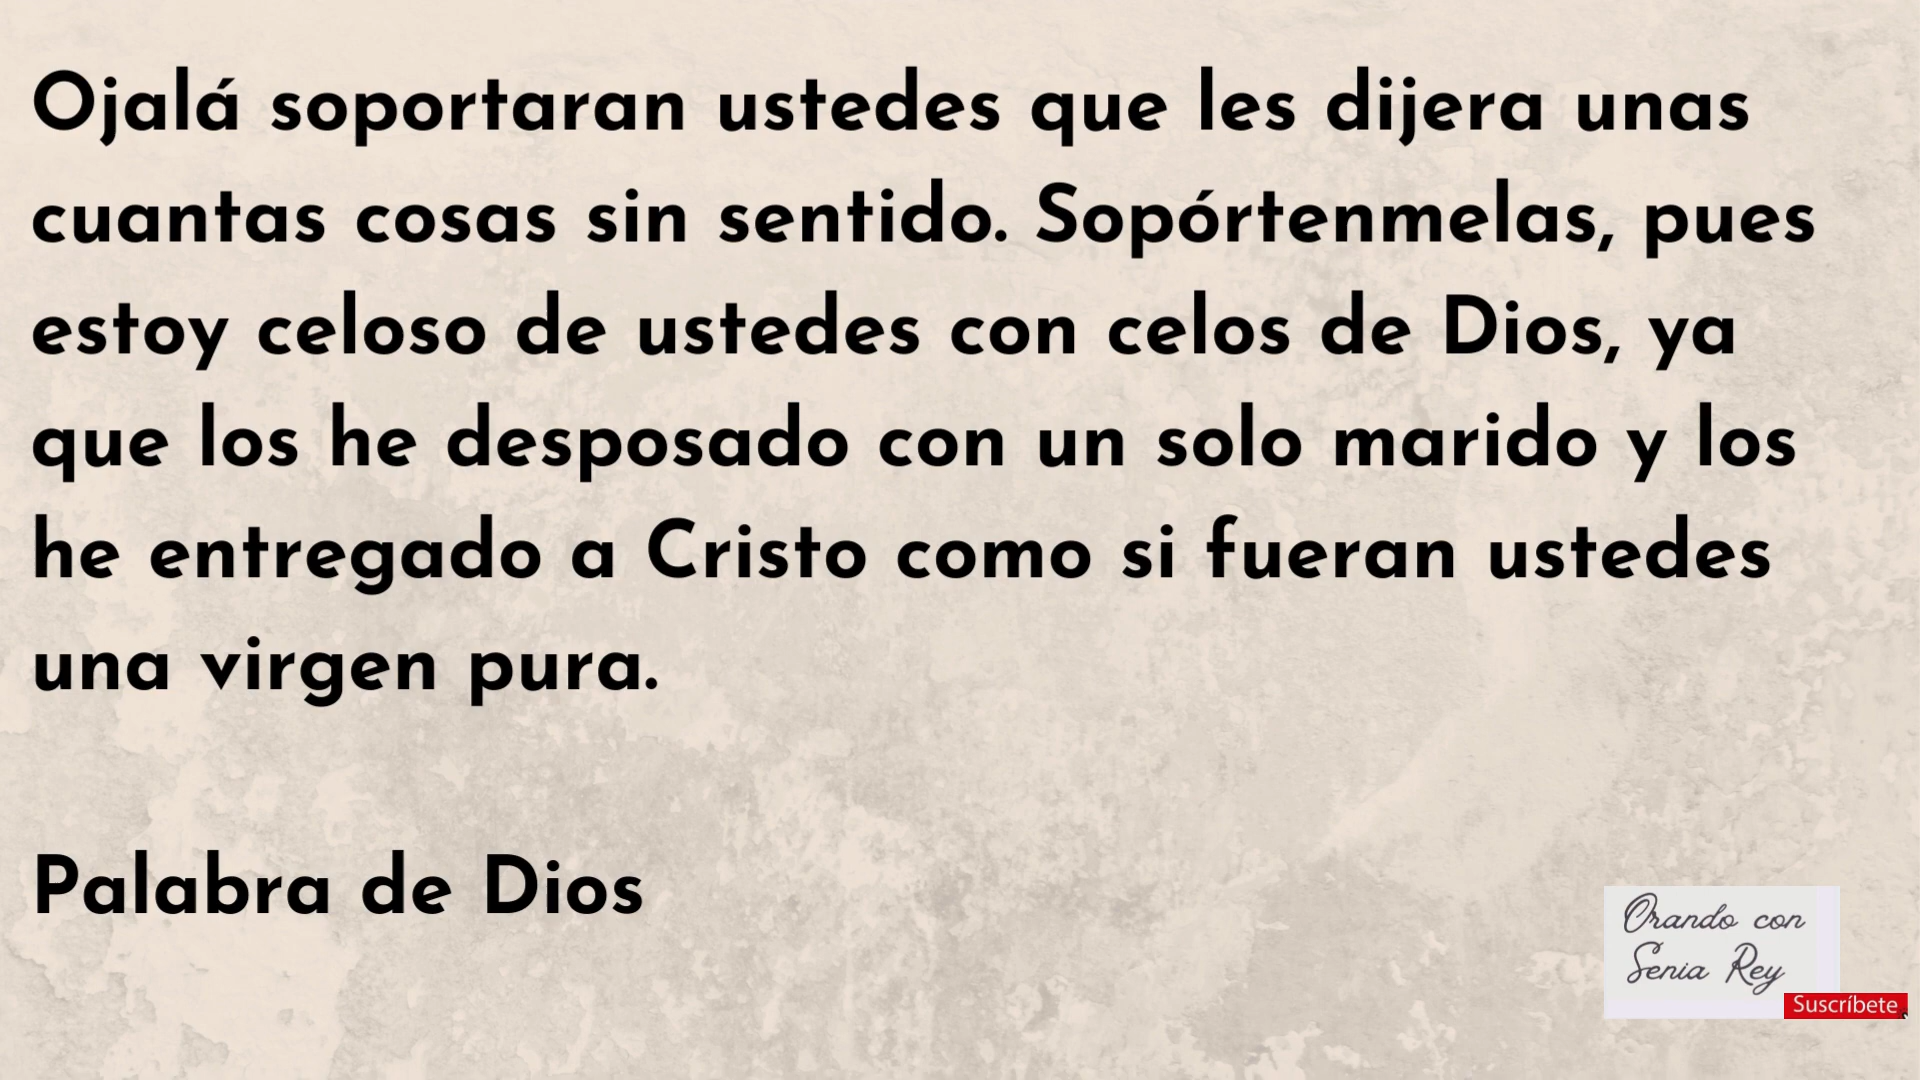 Ojalá soportaran ustedes que les dijera unas
cuantas cosas sin sentido. Sopórtenmelas, pues
estoy celoso de ustedes con celos de Dios, ya
que los he desposado con un solo marido y los
he entregado a Cristo como si fueran ustedes
una virgen pura.
Palabra de Dios
Orando con
Senia Rey
Suscríbete